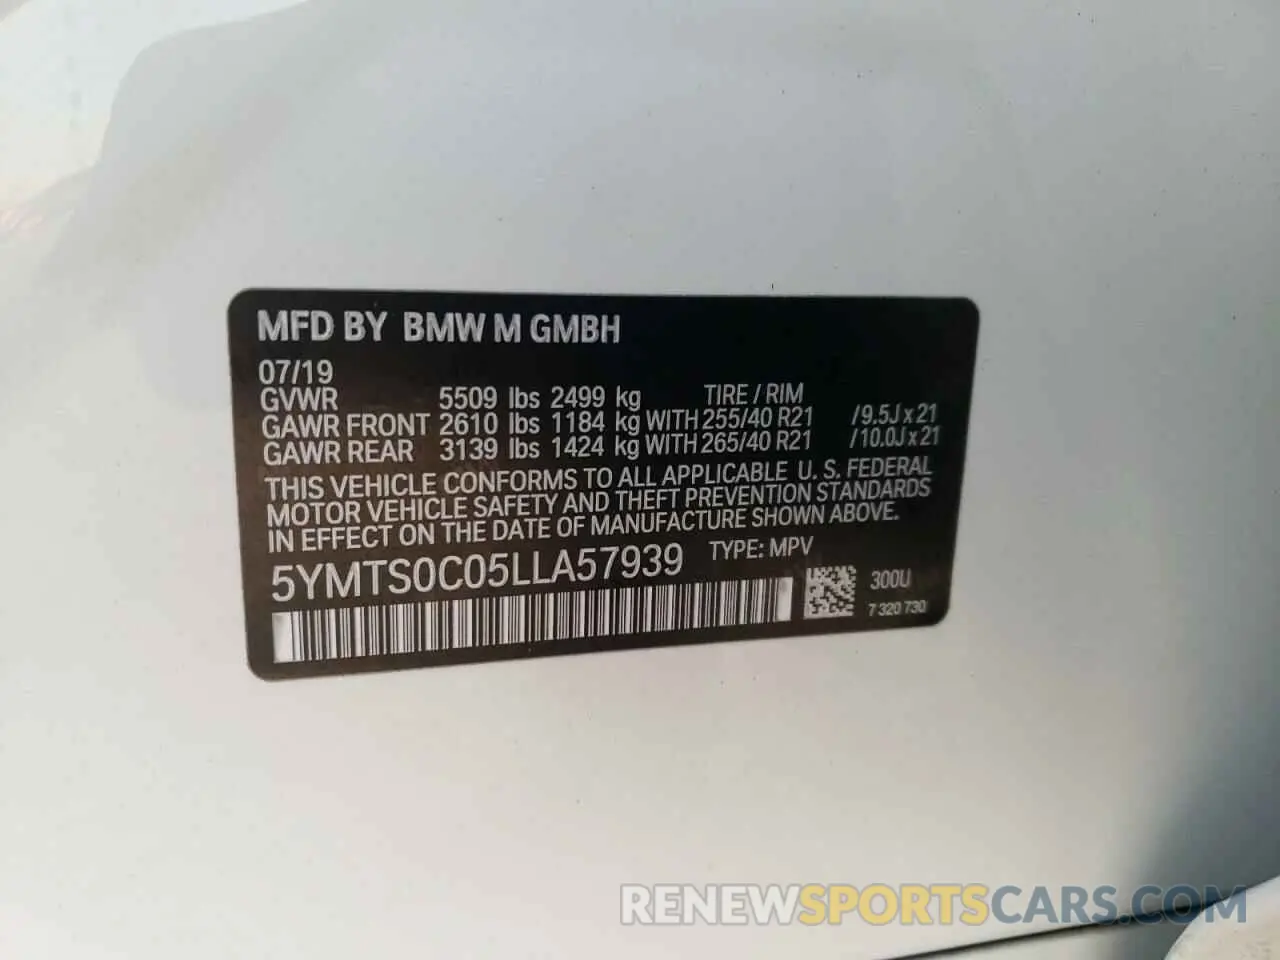 MFD BY BMW M GMBH
07/19
GVWR 5509 lbs 2499 kg TIRE / RIM
GAWR FRONT 2610 lbs 1184 kg WITH 255/40 R21 /9.5J x 21
GAWR REAR 3139 lbs 1424 kg WITH 265/40 R21 /10.0J x 21
THIS VEHICLE CONFORMS TO ALL APPLICABLE U. S. FEDERAL
MOTOR VEHICLE SAFETY AND THEFT PREVENTION STANDARDS
IN EFFECT ON THE DATE OF MANUFACTURE SHOWN ABOVE.
5YMTS0C05LLA57939 TYPE: MPV
300U
7 320 730
RENEWSPORTSCARS.COM